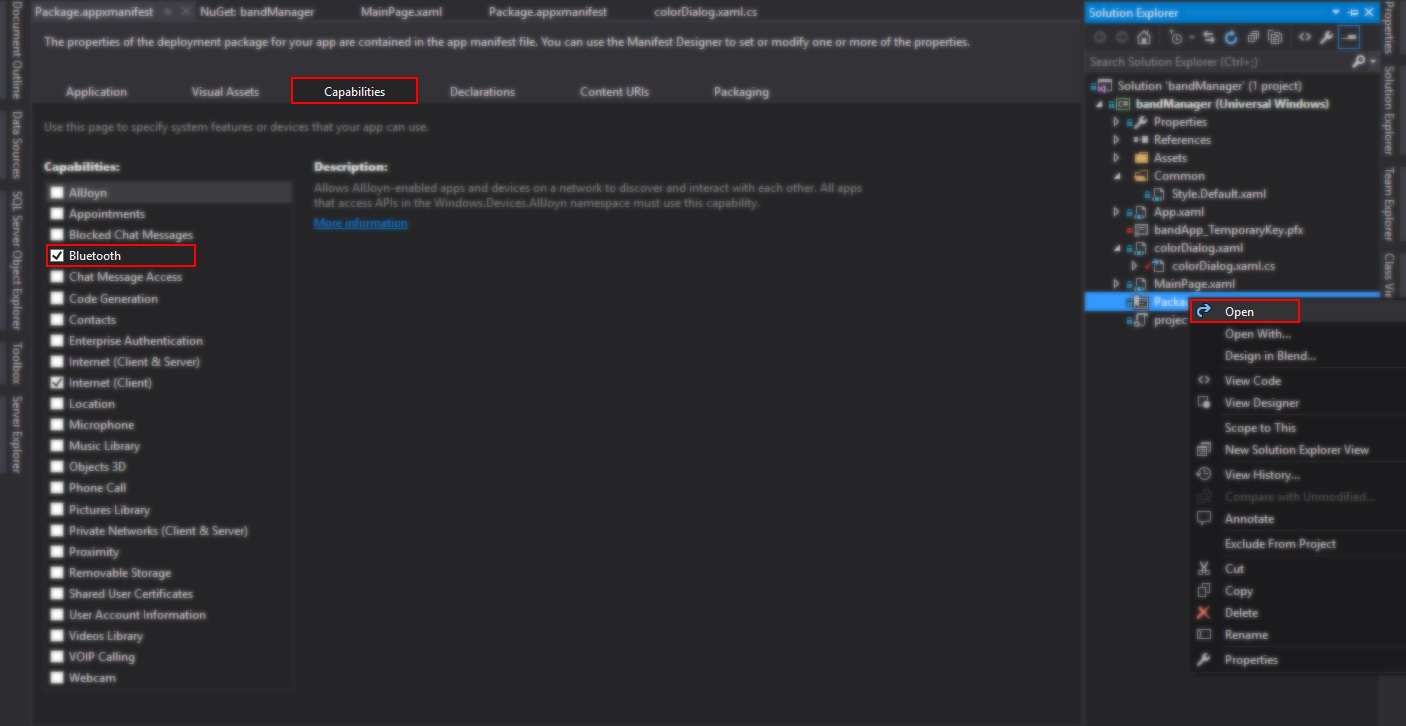 Package.appxmanifest
NuGet: bandManager
MainPage.xaml
Package.appxmanifest
colorDialog.xaml.cs
The properties of the deployment package for your app are contained in the app manifest file. You can use the Manifest Designer to set or modify one or more of the properties.
Application
Visual Assets
Capabilities
Declarations
Content URIs
Packaging
Use this page to specify system features or devices that your app can use.
Capabilities:
AllJoyn
Appointments
Blocked Chat Messages
Bluetooth
Chat Message Access
Code Generation
Contacts
Enterprise Authentication
Internet (Client & Server)
Internet (Client)
Location
Microphone
Music Library
Objects 3D
Phone Call
Pictures Library
Private Networks (Client & Server)
Proximity
Removable Storage
Shared User Certificates
User Account Information
Videos Library
VOIP Calling
Webcam
Description:
Allows AllJoyn-enabled apps and devices on a network to discover and interact with each other. All apps
that access APIs in the Windows.Devices.AllJoyn namespace must use this capability.
More information
Document Outline
Data Sources
SQL Server Object Explorer
Toolbox
Server Explorer
Solution Explorer
Search Solution Explorer (Ctrl+;)
Solution 'bandManager' (1 project)
bandManager (Universal Windows)
Properties
References
Assets
Common
Style.Default.xaml
App.xaml
bandApp_TemporaryKey.pfx
colorDialog.xaml
colorDialog.xaml.cs
MainPage.xaml
Packa
projec
Open
Open With...
Design in Blend...
View Code
View Designer
Scope to This
New Solution Explorer View
View History...
Compare with Unmodified...
Annotate
Exclude From Project
Cut
Copy
Delete
Rename
Properties
Properties
Solution Explorer
Team Explorer
Class Vie